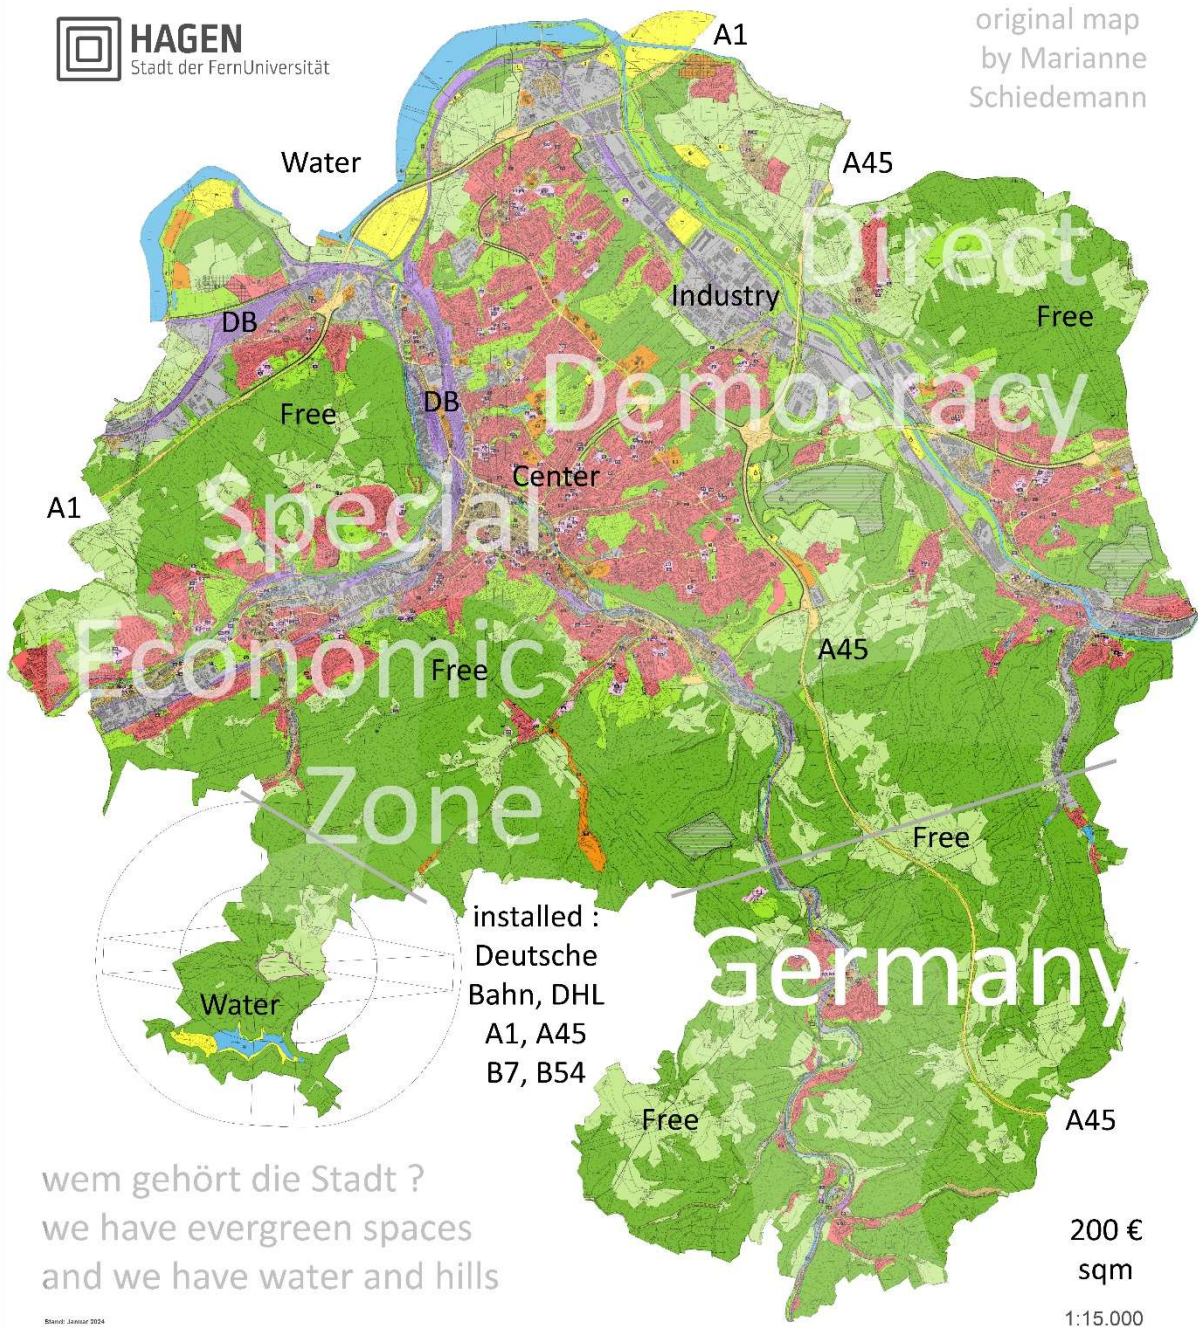 HAGEN
Stadt der FernUniversität
original map
by Marianne
Schiedemann
A1
Water
A45
Direct
Industry
Free
DB
Democracy
DB
Free
Center
A1
Special
Economic
Free
A45
Zone
Free
installed :
Deutsche
Bahn, DHL
A1, A45
B7, B54
Germany
Water
Free
A45
wem gehört die Stadt ?
we have evergreen spaces
and we have water and hills
200 €
sqm
Stand: Januar 2024
1:15.000